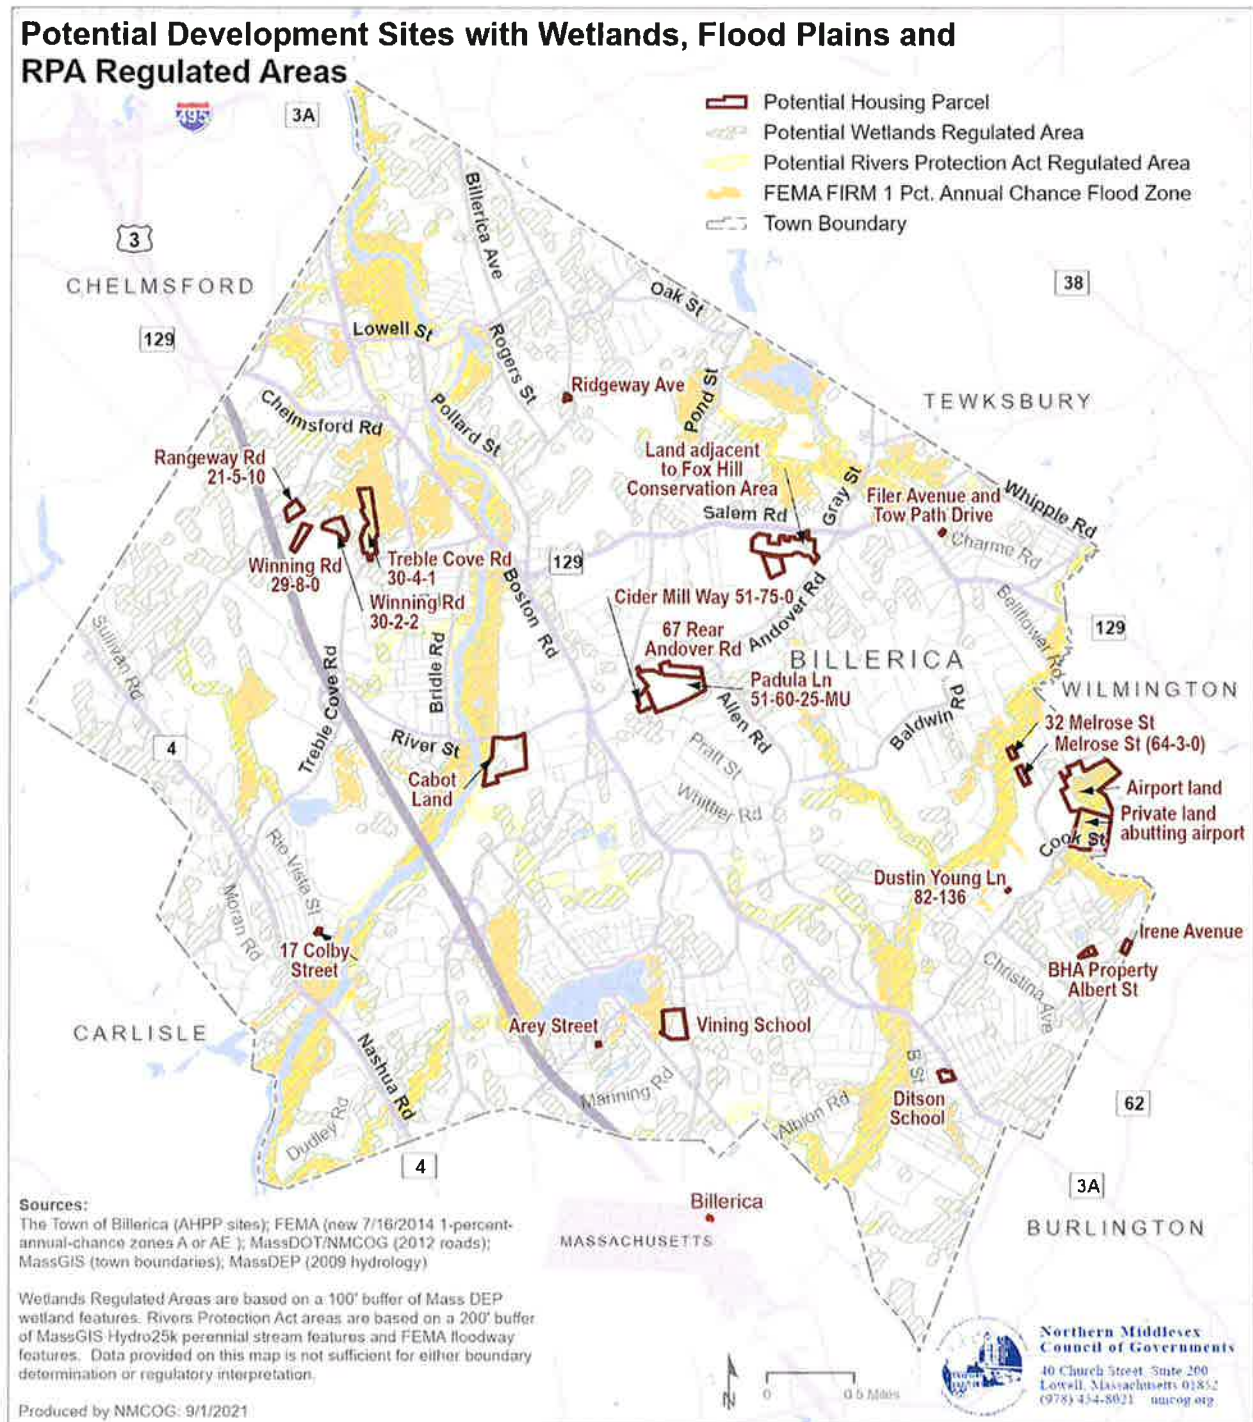 Potential Development Sites with Wetlands, Flood Plains and
RPA Regulated Areas
Potential Housing Parcel
Potential Wetlands Regulated Area
Potential Rivers Protection Act Regulated Area
FEMA FIRM 1 Pct. Annual Chance Flood Zone
Town Boundary
495
3A
3
CHELMSFORD
129
38
TEWKSBURY
Billerica Ave
Oak St
Lowell St
Rogers St
Ridgeway Ave
Pond St
Chelmsford Rd
Pollard St
Rangeway Rd
21-5-10
Land adjacent
to Fox Hill
Conservation Area
Gray St
Filer Avenue and
Tow Path Drive
Whipple Rd
Salem Rd
Charme Rd
Winning Rd
29-8-0
Treble Cove Rd
30-4-1
Winning Rd
30-2-2
129
Boston Rd
Cider Mill Way 51-75-0
Andover Rd
Bellflower Rd
129
67 Rear
Andover Rd
BILLERICA
Padula Ln
51-60-25-MU
WILMINGTON
Sullivan Rd
Bridle Rd
Treble Cove Rd
Allen Rd
Baldwin Rd
32 Melrose St
Melrose St (64-3-0)
4
River St
Pratt St
Cabot
Land
Whittier Rd
Airport land
Private land
abutting airport
Cook St
Rio Vista St
Moran Rd
Dustin Young Ln
82-136
17 Colby
Street
Irene Avenue
BHA Property
Albert St
Christina Ave
CARLISLE
Arey Street
Vining School
Nashua Rd
Manning Rd
B St
Ditson
School
Albion Rd
Dudley Rd
62
4
3A
BURLINGTON
Billerica
MASSACHUSETTS
Sources:
The Town of Billerica (AHPP sites); FEMA (new 7/16/2014 1-percent-
annual-chance zones A or AE ); MassDOT/NMCOG (2012 roads);
MassGIS (town boundaries); MassDEP (2009 hydrology)
Wetlands Regulated Areas are based on a 100' buffer of Mass DEP
wetland features. Rivers Protection Act areas are based on a 200' buffer
of MassGIS Hydro25k perennial stream features and FEMA floodway
features. Data provided on this map is not sufficient for either boundary
determination or regulatory interpretation.
Produced by NMCOG: 9/1/2021
N
0 0.5 Miles
Northern Middlesex
Council of Governments
40 Church Street, Suite 200
Lowell, Massachusetts 01852
(978) 454-8021 nmcog.org